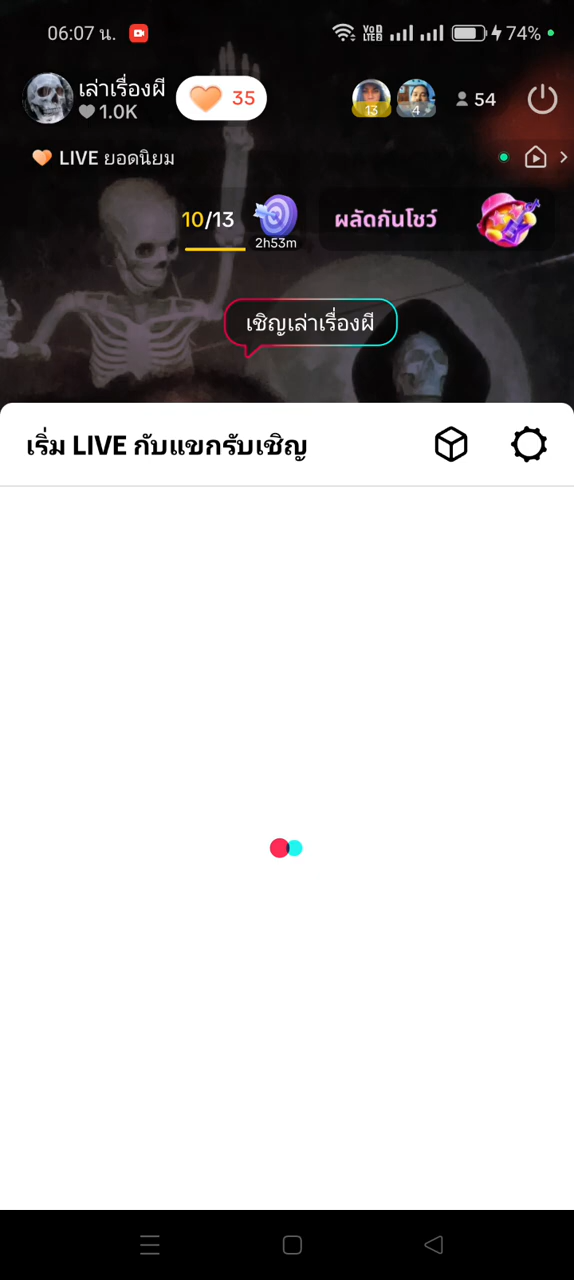 06:07 น.
VoD LTE2 74%
เล่าเรื่องผี
1.0K
35
13
4
54
LIVE ยอดนิยม
10/13
2h53m
ผลัดกันโชว์
เชิญเล่าเรื่องผี
เริ่ม LIVE กับแขกรับเชิญ